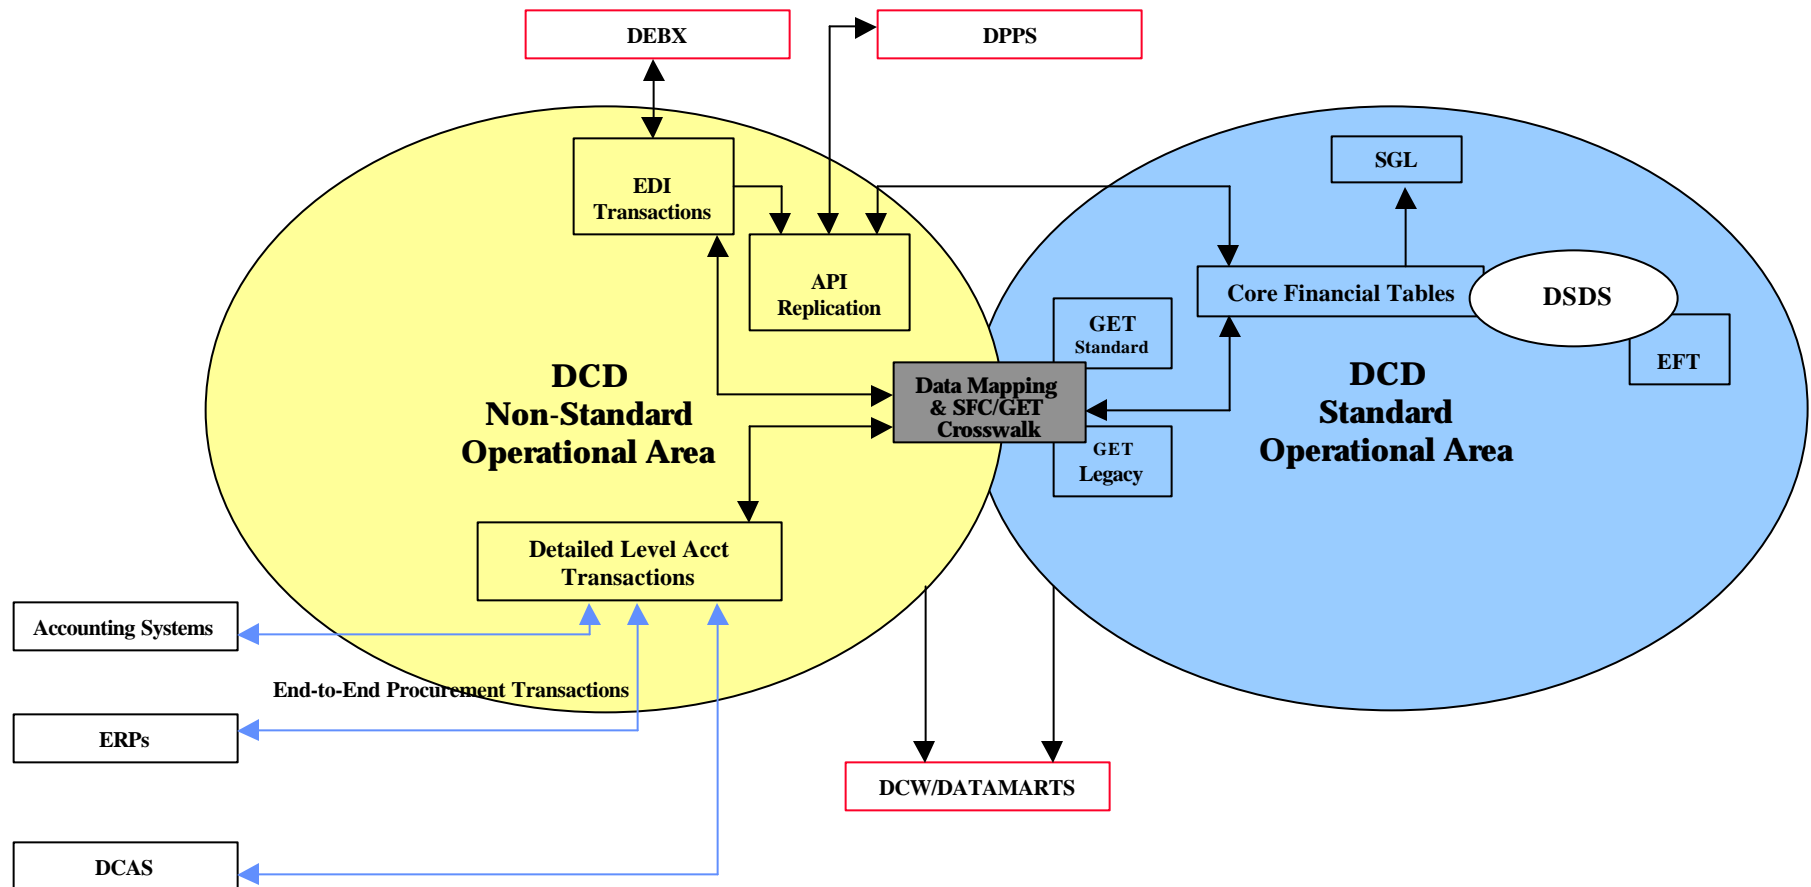 DEBX
DPPS
EDI
Transactions
SGL
API
Replication
Core Financial Tables
DSDS
GET
Standard
EFT
DCD
Non-Standard
Operational Area
Data Mapping
& SFC/GET
Crosswalk
DCD
Standard
Operational Area
GET
Legacy
Detailed Level Acct
Transactions
Accounting Systems
End-to-End Procurement Transactions
ERPs
DCW/DATAMARTS
DCAS